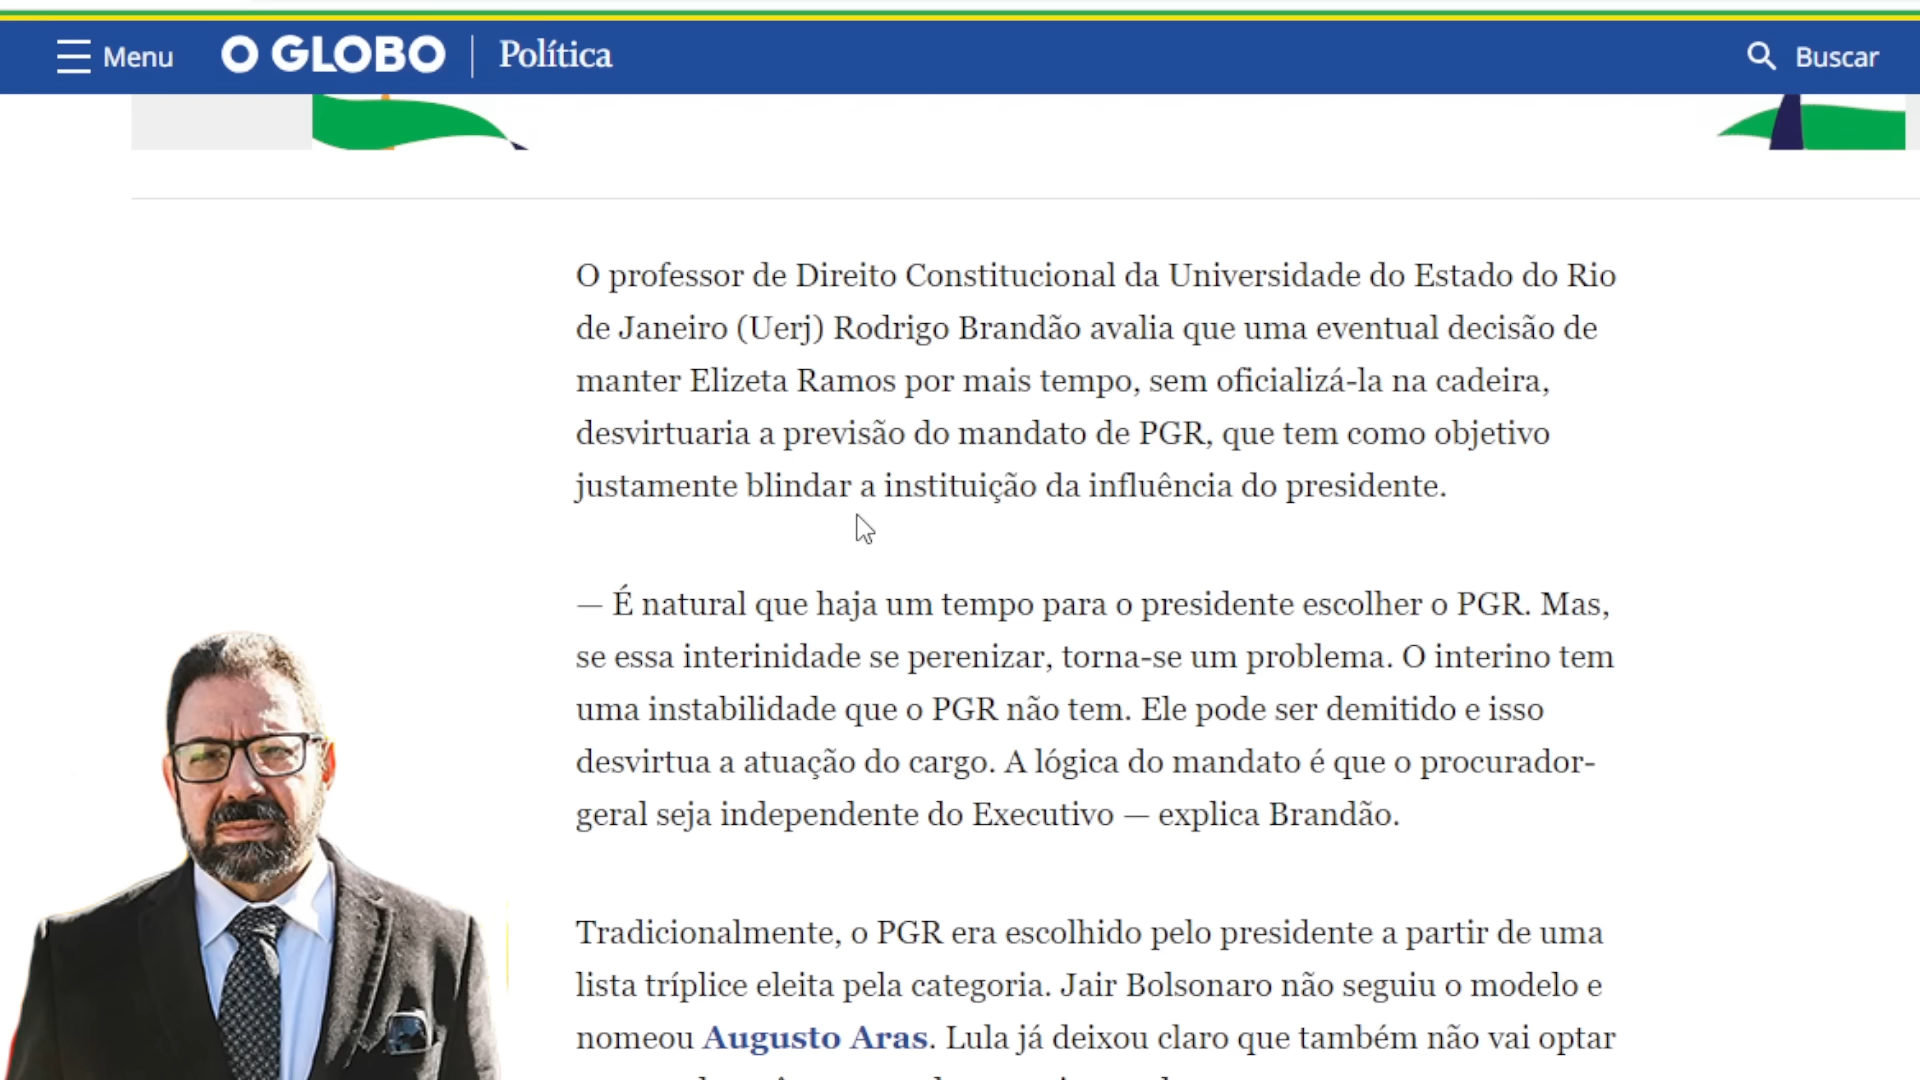 Menu
O GLOBO
Política
Buscar
O professor de Direito Constitucional da Universidade do Estado do Rio
de Janeiro (Uerj) Rodrigo Brandão avalia que uma eventual decisão de
manter Elizeta Ramos por mais tempo, sem oficializá-la na cadeira,
desvirtuaria a previsão do mandato de PGR, que tem como objetivo
justamente blindar a instituição da influência do presidente.
— É natural que haja um tempo para o presidente escolher o PGR. Mas,
se essa interinidade se perenizar, torna-se um problema. O interino tem
uma instabilidade que o PGR não tem. Ele pode ser demitido e isso
desvirtua a atuação do cargo. A lógica do mandato é que o procurador-
geral seja independente do Executivo — explica Brandão.
Tradicionalmente, o PGR era escolhido pelo presidente a partir de uma
lista tríplice eleita pela categoria. Jair Bolsonaro não seguiu o modelo e
nomeou Augusto Aras. Lula já deixou claro que também não vai optar